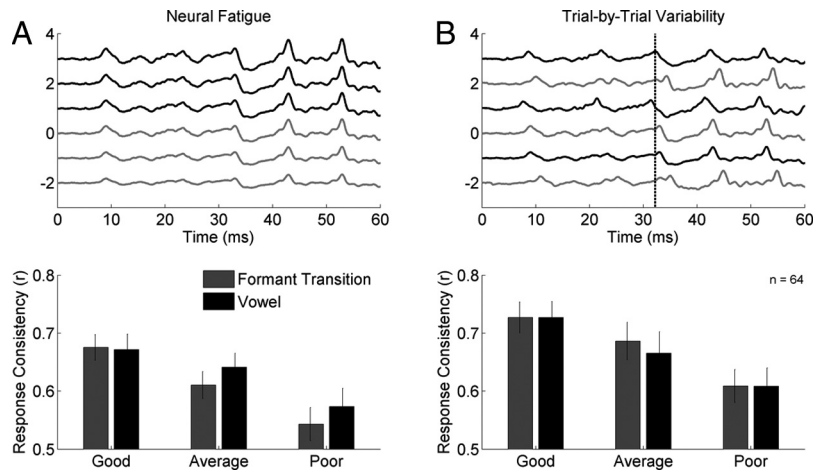 A
Neural Fatigue
4
2
0
-2
0 10 20 30 40 50 60
Time (ms)
B
Trial-by-Trial Variability
4
2
0
-2
0 10 20 30 40 50 60
Time (ms)
Response Consistency (r)
0.8
0.7
0.6
0.5
Formant Transition
Vowel
Good Average Poor
Response Consistency (r)
0.8
0.7
0.6
0.5
n = 64
Good Average Poor